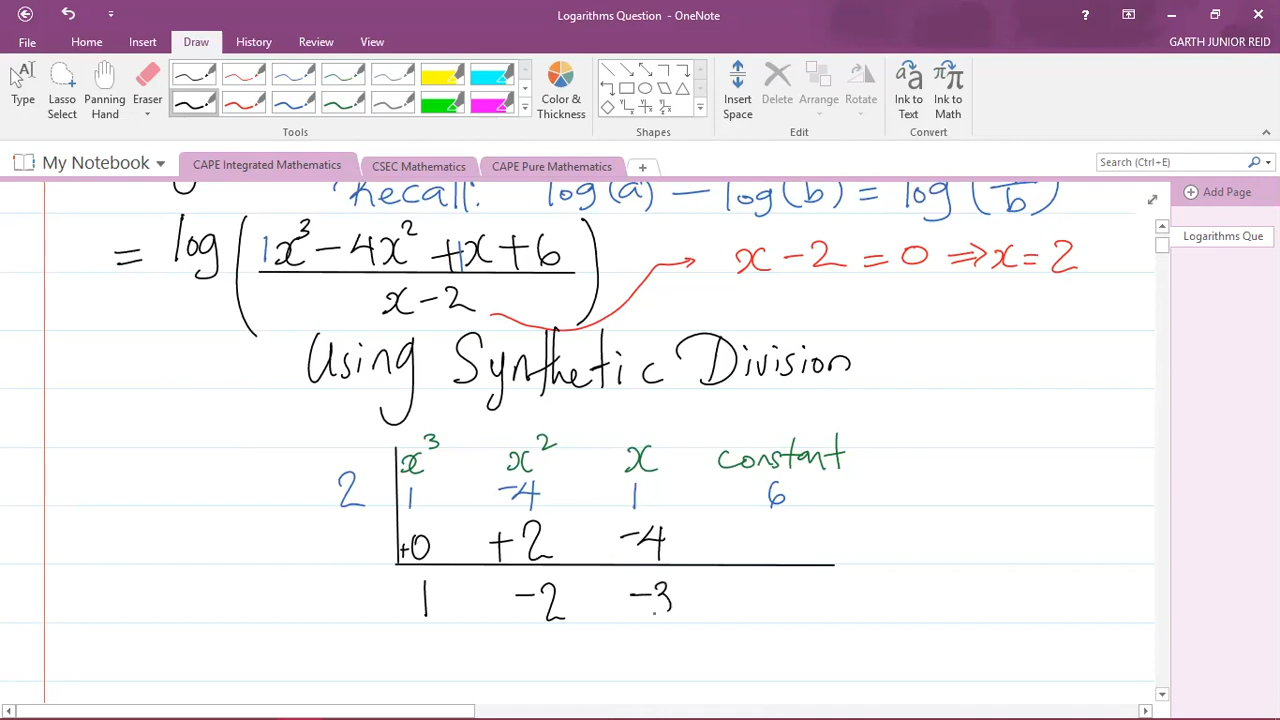 Logarithms Question - OneNote
GARTH JUNIOR REID
File Home Insert Draw History Review View
Type Lasso Select Panning Hand Eraser Color & Thickness Insert Space Delete Arrange Rotate Ink to Text Ink to Math
Tools Shapes Edit Convert
My Notebook CAPE Integrated Mathematics CSEC Mathematics CAPE Pure Mathematics + Search (Ctrl+E)
Add Page
Logarithms Que
Recall: log(a) - log(b) = log(/b)
= log((1x³ - 4x² + 1x + 6)/(x - 2)) x - 2 = 0 ⇒ x = 2
Using Synthetic Division
x³ x² x constant
2 1 -4 1 6
+0 +2 -4
1 -2 -3